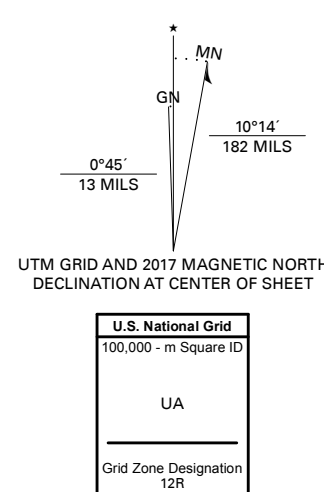 ★
MN
GN
10°14´
182 MILS
0°45´
13 MILS
UTM GRID AND 2017 MAGNETIC NORTH
DECLINATION AT CENTER OF SHEET
U.S. National Grid
100,000 - m Square ID
UA
Grid Zone Designation
12R